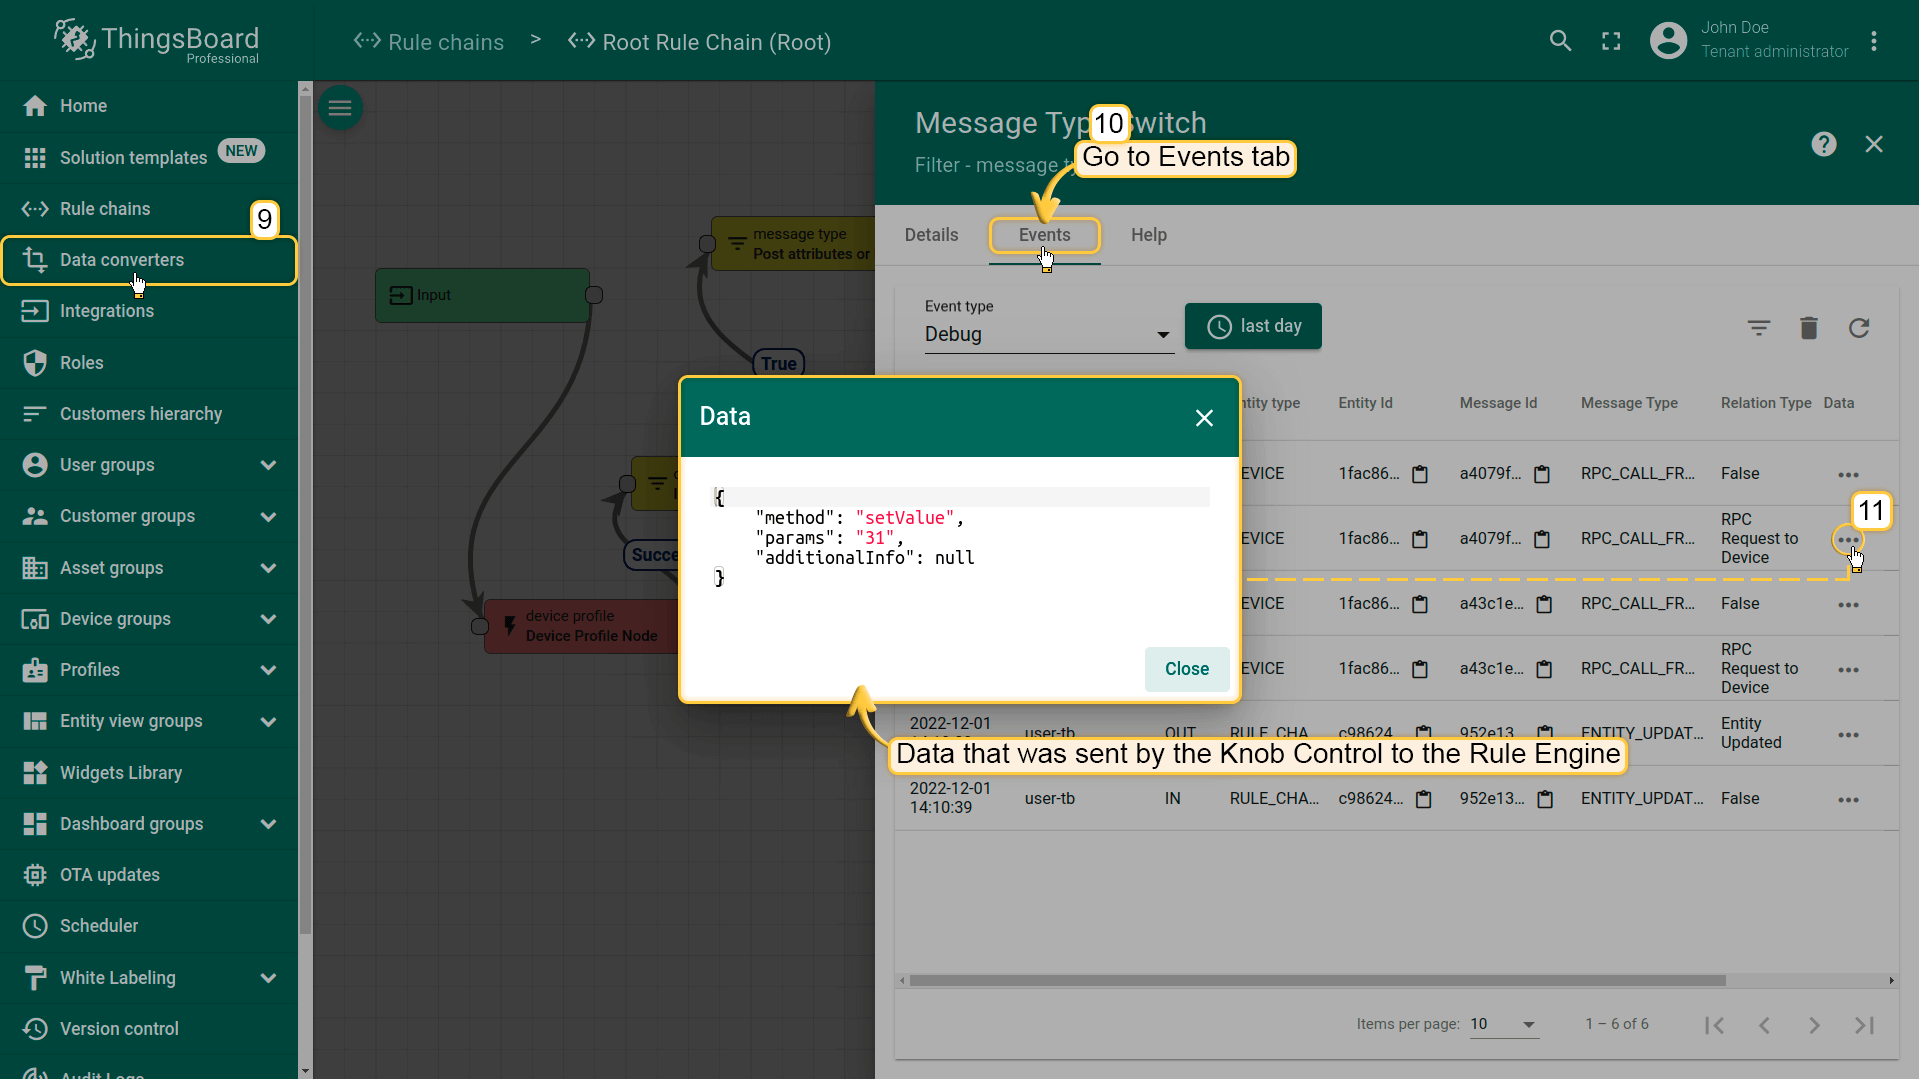 ThingsBoard
Professional
Rule chains > Root Rule Chain (Root)
John Doe
Tenant administrator
Home
Solution templates NEW
Rule chains
9
Data converters
Integrations
Roles
Customers hierarchy
User groups
Customer groups
Asset groups
Device groups
Profiles
Entity view groups
Widgets Library
Dashboard groups
OTA updates
Scheduler
White Labeling
Version control
Input
message type
Post attributes or
True
Succe
device profile
Device Profile Node
Message Typ
witch
10
Filter - message
Go to Events tab
Details
Events
Help
Event type
Debug
last day
ntity type Entity Id Message Id Message Type Relation Type Data
EVICE 1fac86... a4079f... RPC_CALL_FR... False
11
EVICE 1fac86... a4079f... RPC_CALL_FR... RPC
Request to
Device
EVICE 1fac86... a43c1e... RPC_CALL_FR... False
EVICE 1fac86... a43c1e... RPC_CALL_FR... RPC
Request to
Device
2022-12-01 user-tb OUT RULE_CHA c98624 952e13 ENTITY_UPDAT... Entity
Updated
2022-12-01
14:10:39 user-tb IN RULE_CHA... c98624... 952e13... ENTITY_UPDAT... False
Data
{
"method": "setValue",
"params": "31",
"additionalInfo": null
}
Close
Data that was sent by the Knob Control to the Rule Engine
Items per page: 10 1 – 6 of 6